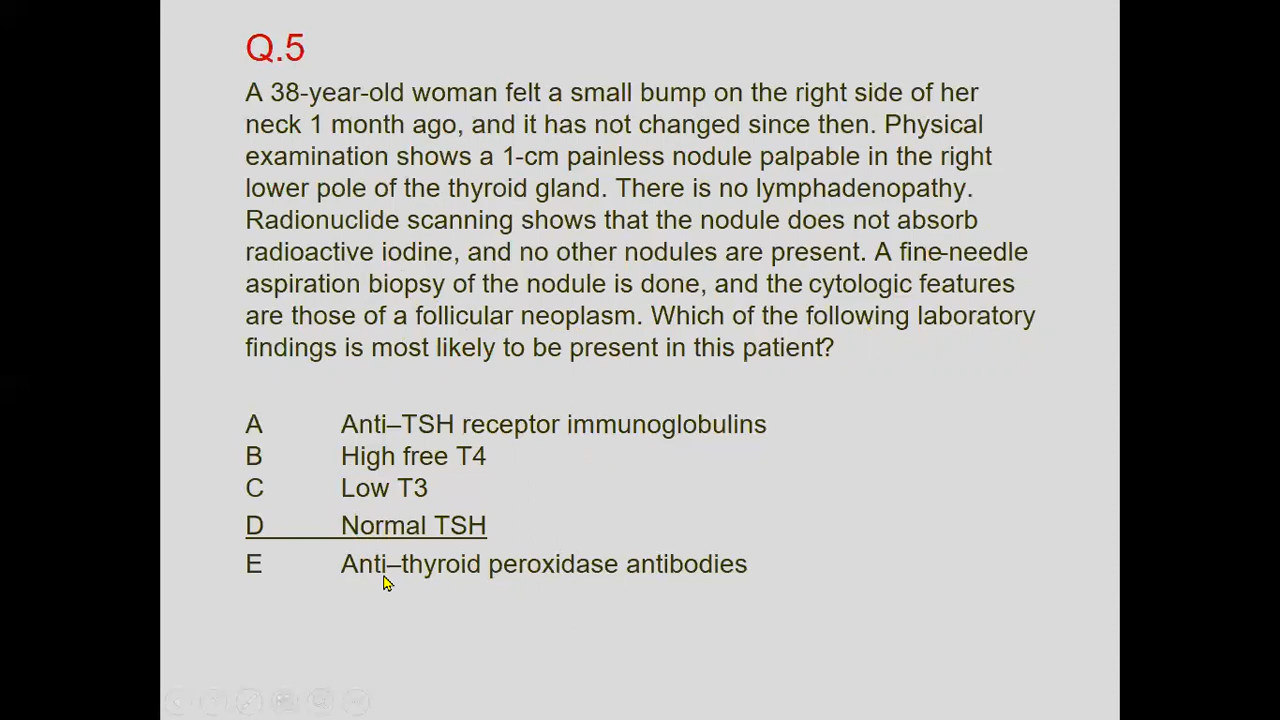 Q.5
A 38-year-old woman felt a small bump on the right side of her
neck 1 month ago, and it has not changed since then. Physical
examination shows a 1-cm painless nodule palpable in the right
lower pole of the thyroid gland. There is no lymphadenopathy.
Radionuclide scanning shows that the nodule does not absorb
radioactive iodine, and no other nodules are present. A fine-needle
aspiration biopsy of the nodule is done, and the cytologic features
are those of a follicular neoplasm. Which of the following laboratory
findings is most likely to be present in this patient?
A Anti–TSH receptor immunoglobulins
B High free T4
C Low T3
D Normal TSH
E Anti–thyroid peroxidase antibodies